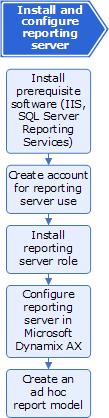 Install and
configure
reporting
server
Install
prerequisite
software (IIS,
SQL Server
Reporting
Services)
Create account
for reporting
server use
Install
reporting
server role
Configure
reporting
server in
Microsoft
Dynamix AX
Create an
ad hoc
report model